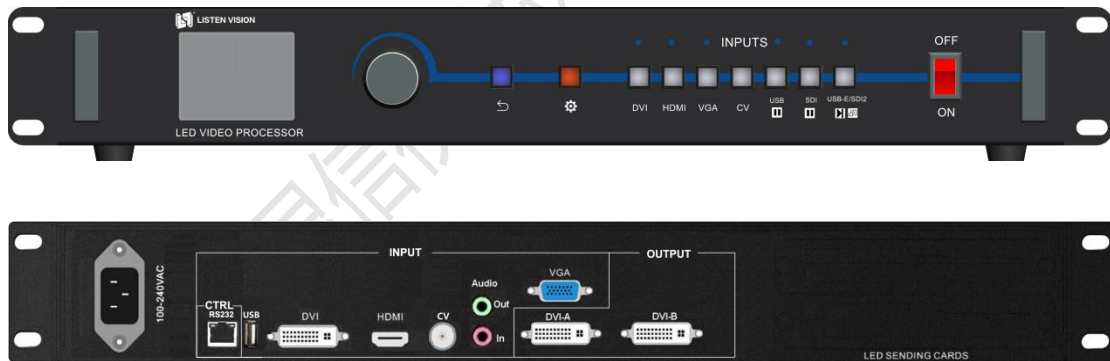 LISTEN VISION
LED VIDEO PROCESSOR
INPUTS
DVI
HDMI
VGA
CV
USB
SDI
USB-E/SDI2
OFF
ON
100-240VAC
INPUT
OUTPUT
CTRL
RS232
USB
DVI
HDMI
CV
Audio
Out
In
VGA
DVI-A
DVI-B
LED SENDING CARDS